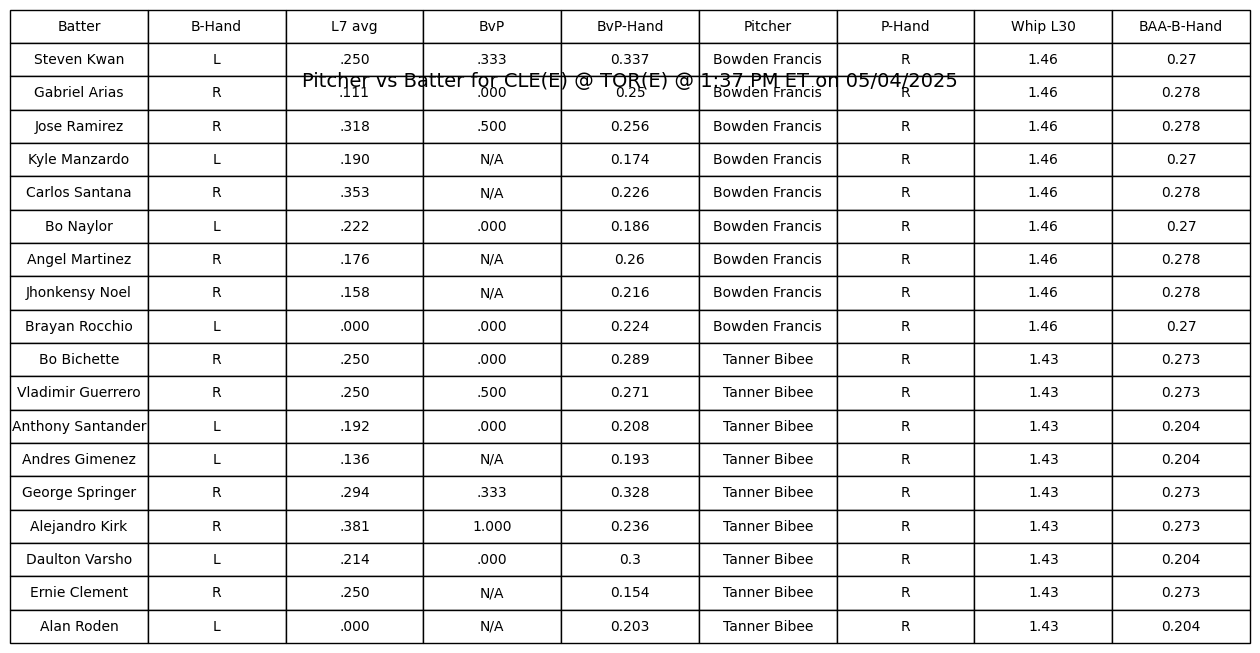 Batter B-Hand L7 avg BvP BvP-Hand Pitcher P-Hand Whip L30 BAA-B-Hand
Steven Kwan L .250 .333 0.337 Bowden Francis R 1.46 0.27
Pitcher vs Batter for CLE(E) @ TOR(E) @ 1:37 PM ET on 05/04/2025
Gabriel Arias R .111 .000 0.25 Bowden Francis R 1.46 0.278
Jose Ramirez R .318 .500 0.256 Bowden Francis R 1.46 0.278
Kyle Manzardo L .190 N/A 0.174 Bowden Francis R 1.46 0.27
Carlos Santana R .353 N/A 0.226 Bowden Francis R 1.46 0.278
Bo Naylor L .222 .000 0.186 Bowden Francis R 1.46 0.27
Angel Martinez R .176 N/A 0.26 Bowden Francis R 1.46 0.278
Jhonkensy Noel R .158 N/A 0.216 Bowden Francis R 1.46 0.278
Brayan Rocchio L .000 .000 0.224 Bowden Francis R 1.46 0.27
Bo Bichette R .250 .000 0.289 Tanner Bibee R 1.43 0.273
Vladimir Guerrero R .250 .500 0.271 Tanner Bibee R 1.43 0.273
Anthony Santander L .192 .000 0.208 Tanner Bibee R 1.43 0.204
Andres Gimenez L .136 N/A 0.193 Tanner Bibee R 1.43 0.204
George Springer R .294 .333 0.328 Tanner Bibee R 1.43 0.273
Alejandro Kirk R .381 1.000 0.236 Tanner Bibee R 1.43 0.273
Daulton Varsho L .214 .000 0.3 Tanner Bibee R 1.43 0.204
Ernie Clement R .250 N/A 0.154 Tanner Bibee R 1.43 0.273
Alan Roden L .000 N/A 0.203 Tanner Bibee R 1.43 0.204